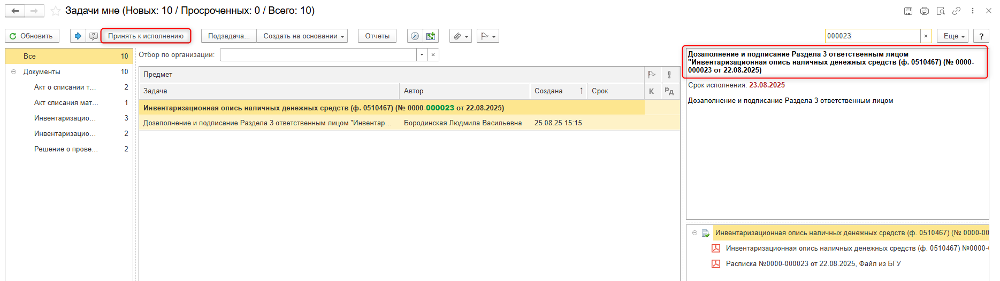 Задачи мне (Новых: 10 / Просроченных: 0 / Всего: 10)
Обновить
Принять к исполнению
Подзадача...
Создать на основании
Отчеты
000023
×
Еще
?
Все 10
Документы 10
Акт о списании т... 2
Акт списания мат... 1
Инвентаризацио... 3
Инвентаризацио... 2
Решение о прове... 2
Отбор по организации:
×
Предмет
Задача Автор Создана ↑ Срок К Рд
Инвентаризационная опись наличных денежных средств (ф. 0510467) (№ 0000-000023 от 22.08.2025)
Дозаполнение и подписание Раздела 3 ответственным лицом "Инвентар... Бородинская Людмила Васильевна 25.08.25 15:15
Дозаполнение и подписание Раздела 3 ответственным лицом
"Инвентаризационная опись наличных денежных средств (ф. 0510467) (№ 0000-
000023 от 22.08.2025)
Срок исполнения: 23.08.2025
Дозаполнение и подписание Раздела 3 ответственным лицом
Инвентаризационная опись наличных денежных средств (ф. 0510467) (№ 0000-00
Инвентаризационная опись наличных денежных средств (ф. 0510467) №0000-
Расписка №0000-000023 от 22.08.2025, Файл из БГУ